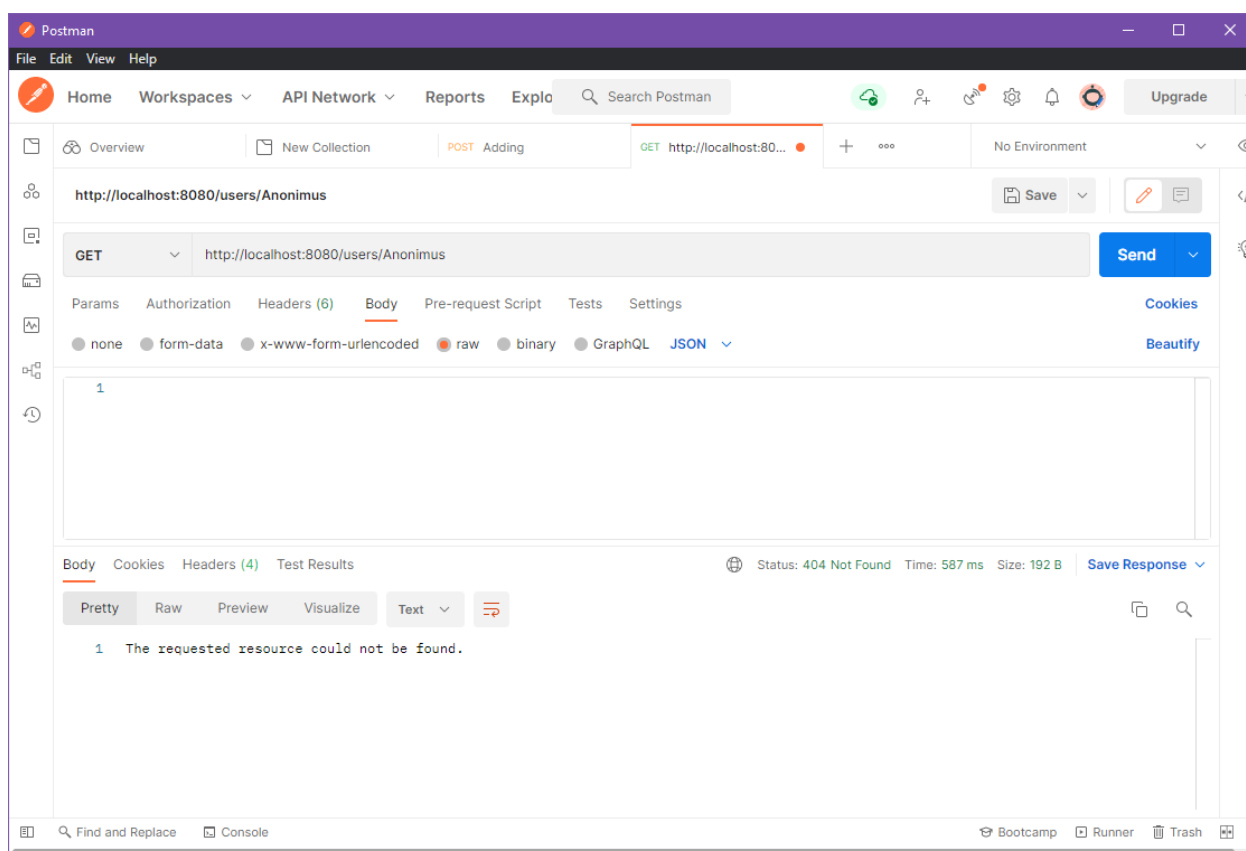 Postman
File Edit View Help
Home Workspaces API Network Reports Explo Search Postman Upgrade
Overview New Collection POST Adding GET http://localhost:80... No Environment
http://localhost:8080/users/Anonimus Save
GET http://localhost:8080/users/Anonimus Send
Params Authorization Headers (6) Body Pre-request Script Tests Settings Cookies
none form-data x-www-form-urlencoded raw binary GraphQL JSON Beautify
1
Body Cookies Headers (4) Test Results Status: 404 Not Found Time: 587 ms Size: 192 B Save Response
Pretty Raw Preview Visualize Text
1 The requested resource could not be found.
Find and Replace Console Bootcamp Runner Trash